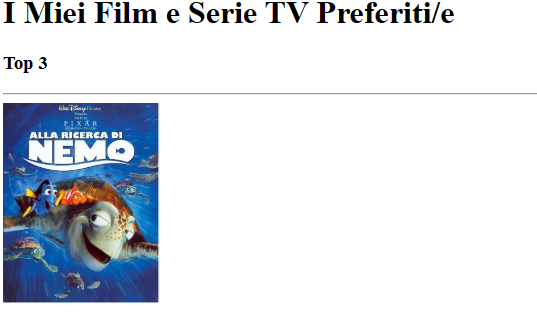 I Miei Film e Serie TV Preferiti/e
Top 3
Walt Disney Pictures
PIXAR
ALLA RICERCA DI
NEMO